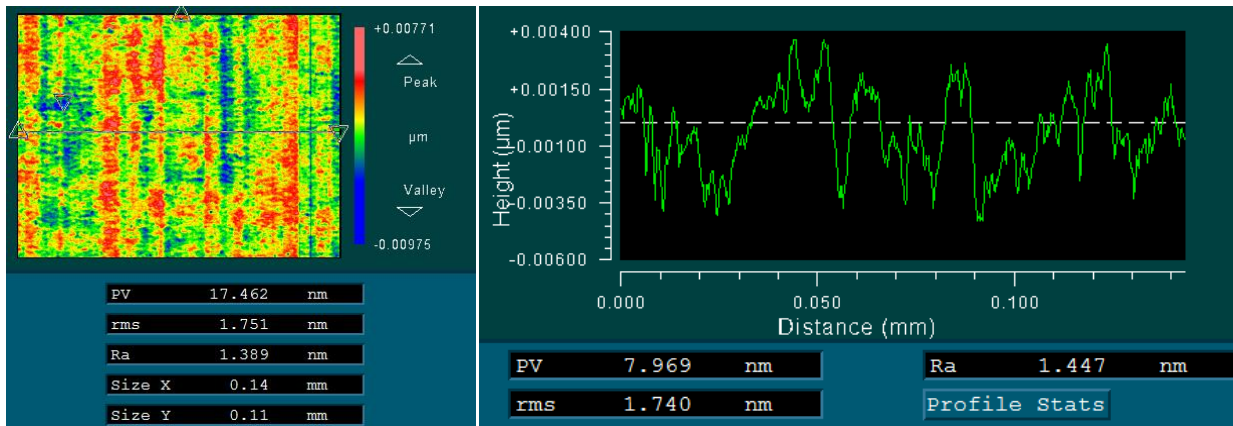 +0.00771
Peak
µm
Valley
-0.00975
PV 17.462 nm
rms 1.751 nm
Ra 1.389 nm
Size X 0.14 mm
Size Y 0.11 mm
+0.00400
+0.00150
-0.00100
-0.00350
-0.00600
Height (µm)
0.000 0.050 0.100
Distance (mm)
PV 7.969 nm Ra 1.447 nm
rms 1.740 nm Profile Stats